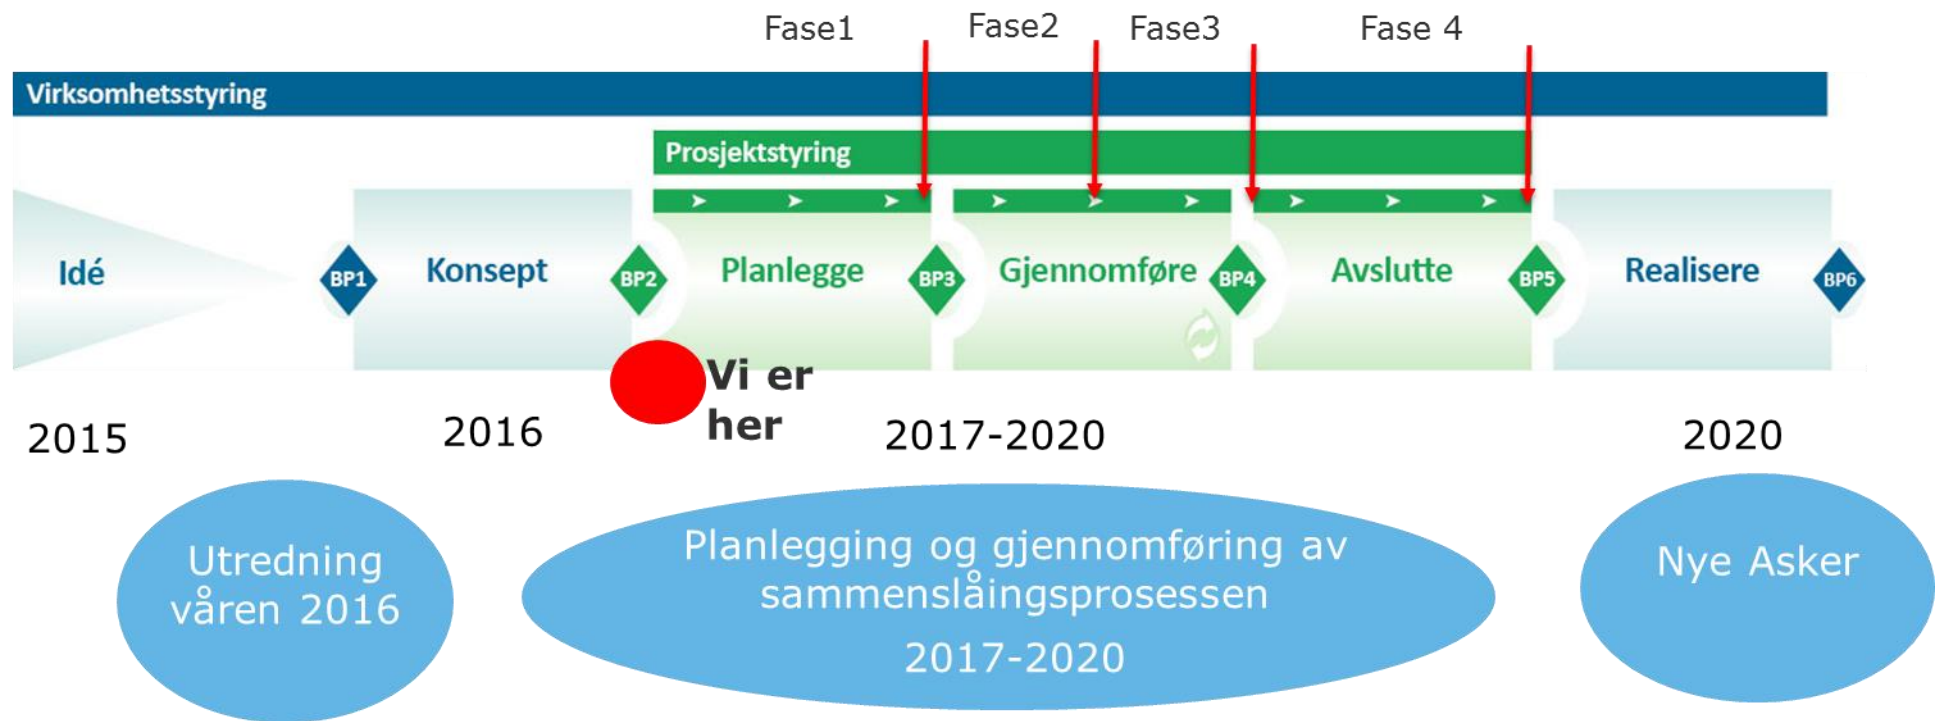 Fase1
Fase2
Fase3
Fase 4
Virksomhetsstyring
Prosjektstyring
Idé
BP1
Konsept
BP2
Planlegge
BP3
Gjennomføre
BP4
Avslutte
BP5
Realisere
BP6
Vi er
her
2015
2016
2017-2020
2020
Utredning
våren 2016
Planlegging og gjennomføring av
sammenslåingsprosessen
2017-2020
Nye Asker